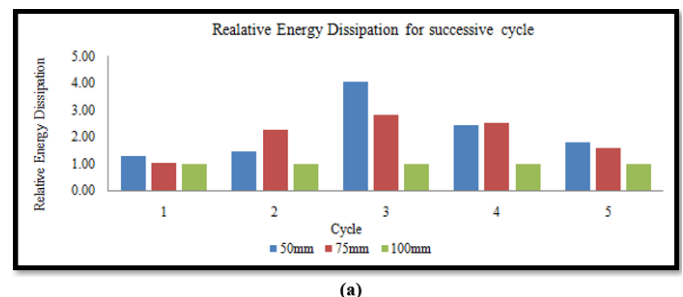 Realative Energy Dissipation for successive cycle
Relative Energy Dissipation
5.00
4.00
3.00
2.00
1.00
0.00
1 2 3 4 5
Cycle
50mm 75mm 100mm
(a)